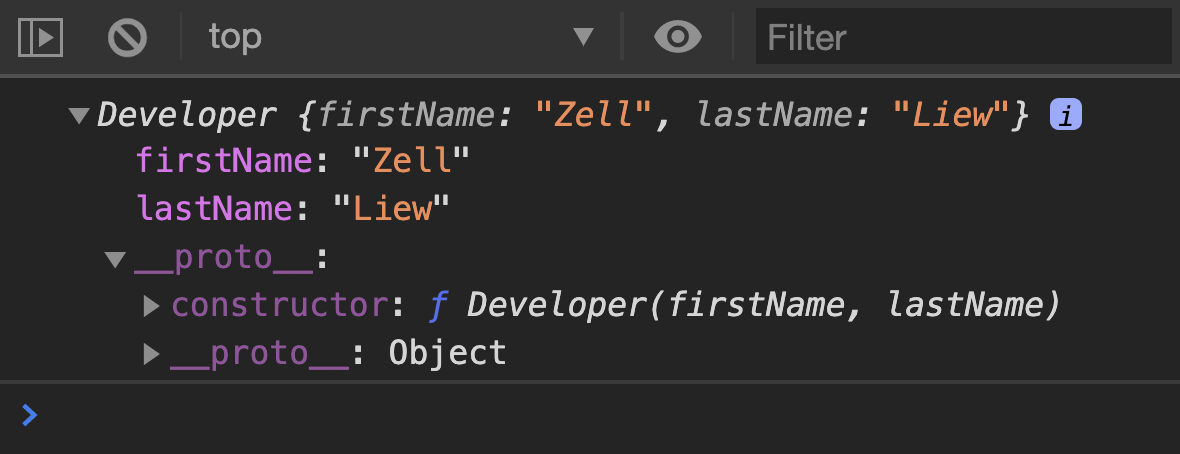 top Filter
Developer {firstName: "Zell", lastName: "Liew"} i
firstName: "Zell"
lastName: "Liew"
__proto__:
constructor: ƒ Developer(firstName, lastName)
__proto__: Object